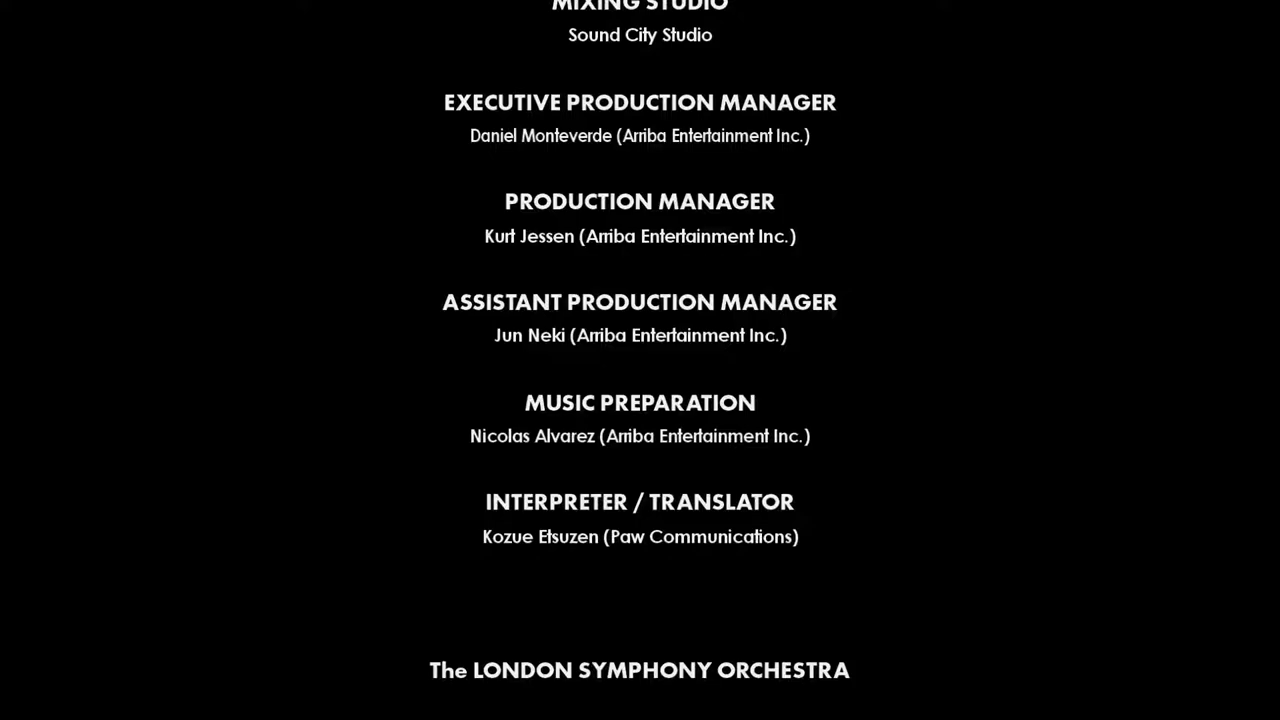 MIXING STUDIO
Sound City Studio
EXECUTIVE PRODUCTION MANAGER
Daniel Monteverde (Arriba Entertainment Inc.)
PRODUCTION MANAGER
Kurt Jessen (Arriba Entertainment Inc.)
ASSISTANT PRODUCTION MANAGER
Jun Neki (Arriba Entertainment Inc.)
MUSIC PREPARATION
Nicolas Alvarez (Arriba Entertainment Inc.)
INTERPRETER / TRANSLATOR
Kozue Etsuzen (Paw Communications)
The LONDON SYMPHONY ORCHESTRA